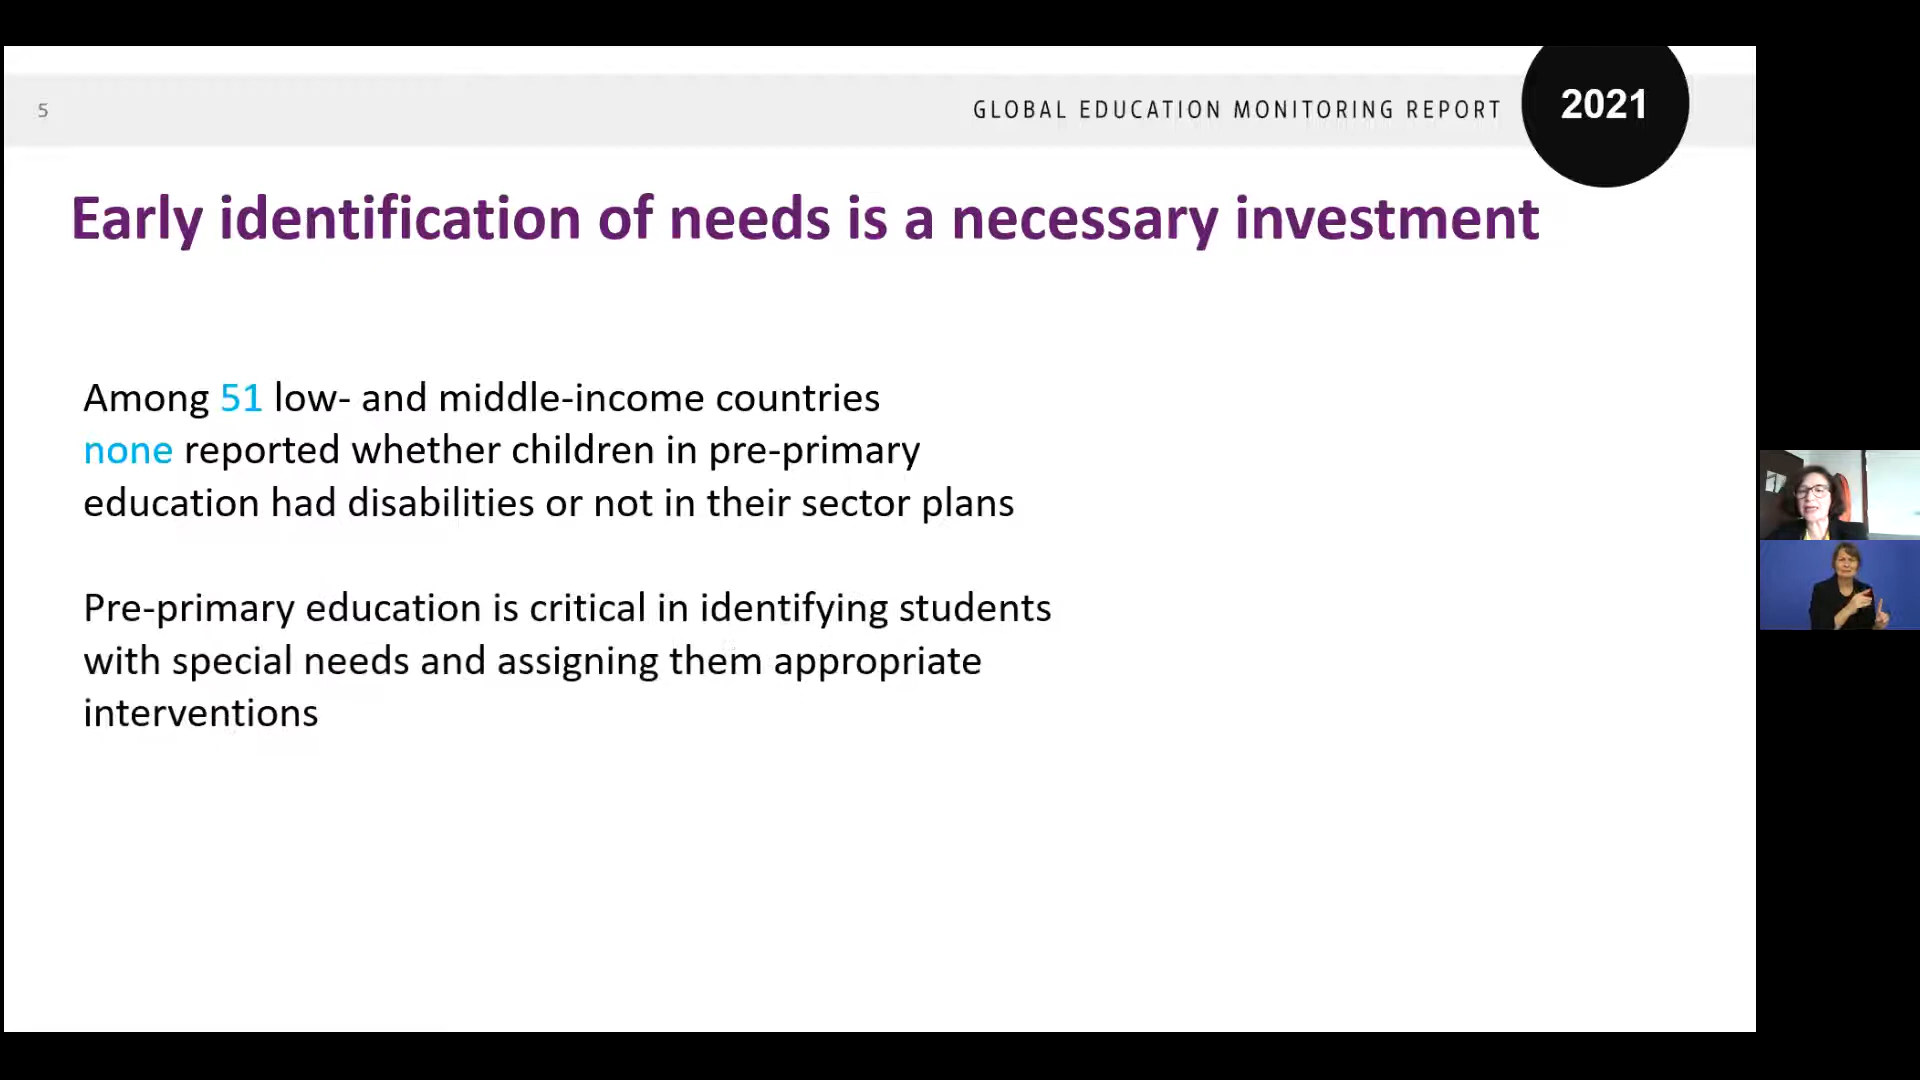 5
GLOBAL EDUCATION MONITORING REPORT
2021
Early identification of needs is a necessary investment
Among 51 low- and middle-income countries
none reported whether children in pre-primary
education had disabilities or not in their sector plans
Pre-primary education is critical in identifying students
with special needs and assigning them appropriate
interventions